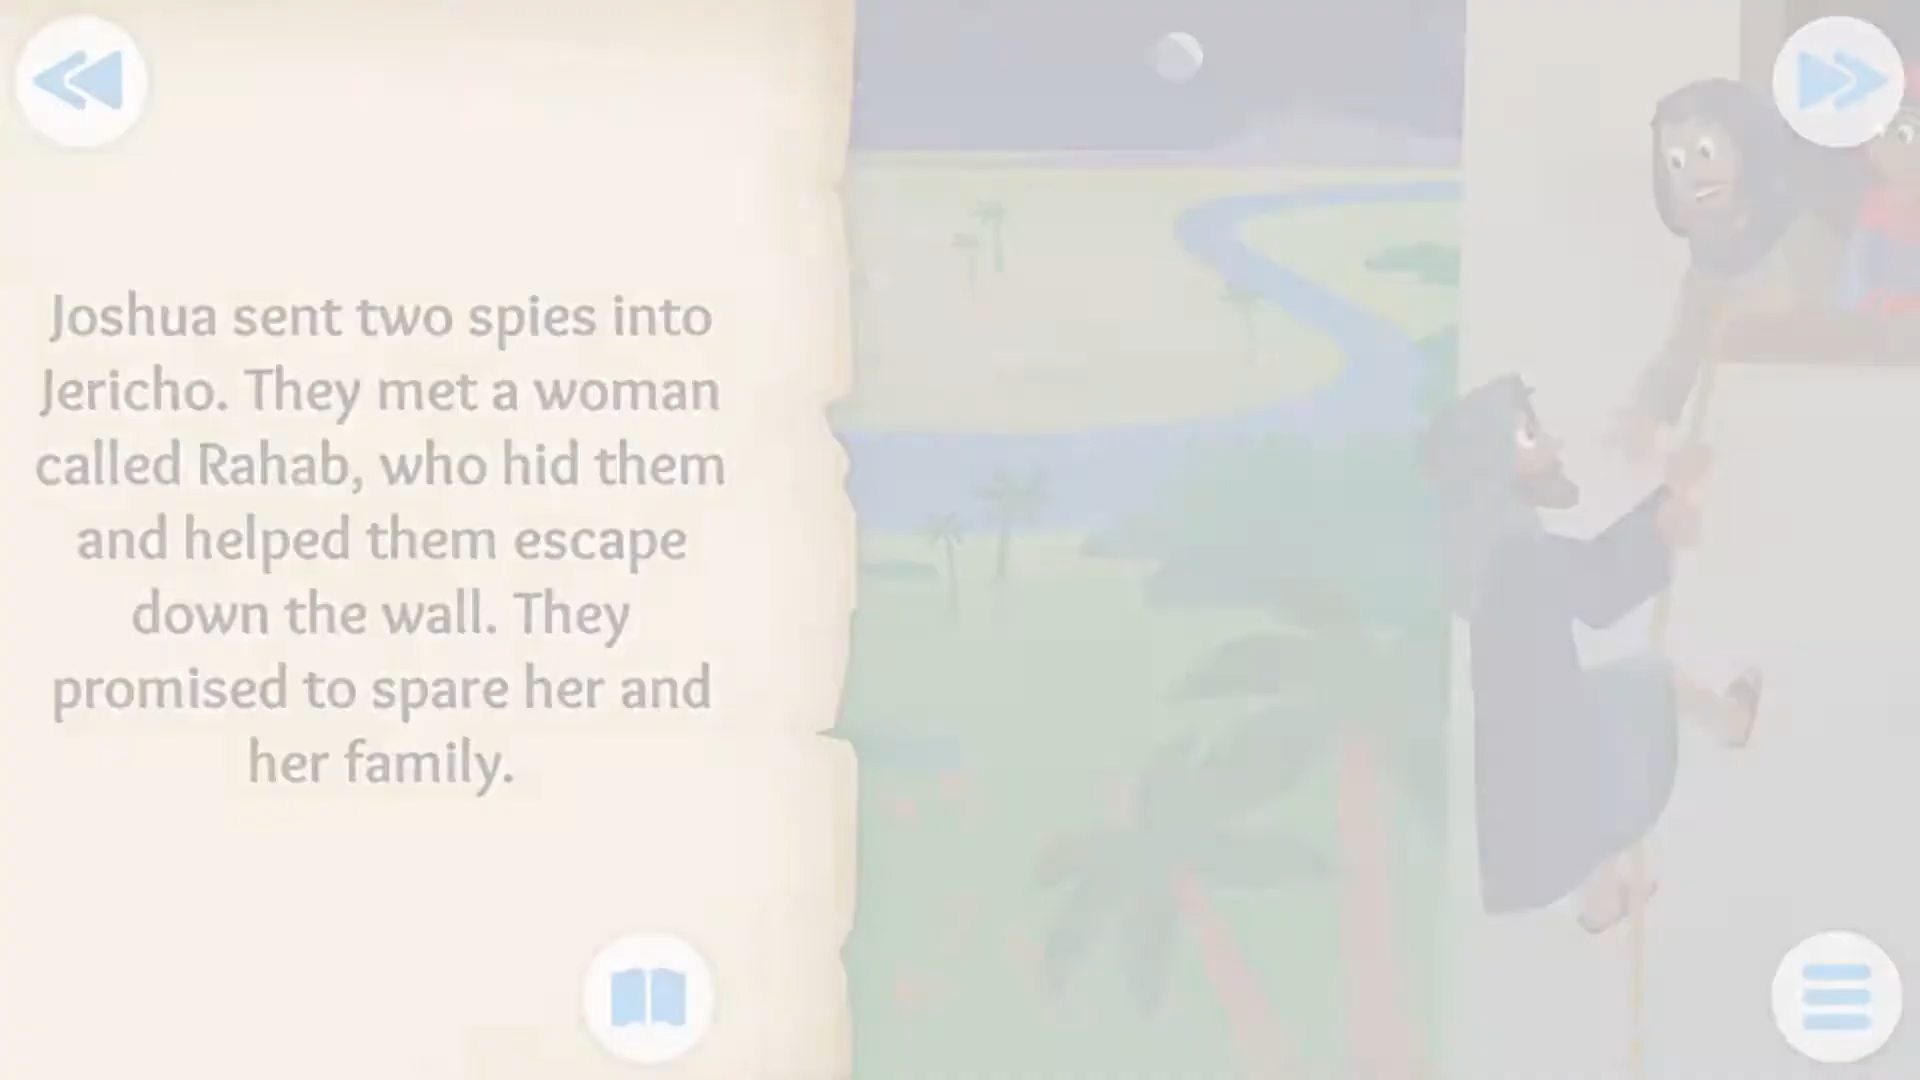 Joshua sent two spies into
Jericho. They met a woman
called Rahab, who hid them
and helped them escape
down the wall. They
promised to spare her and
her family.